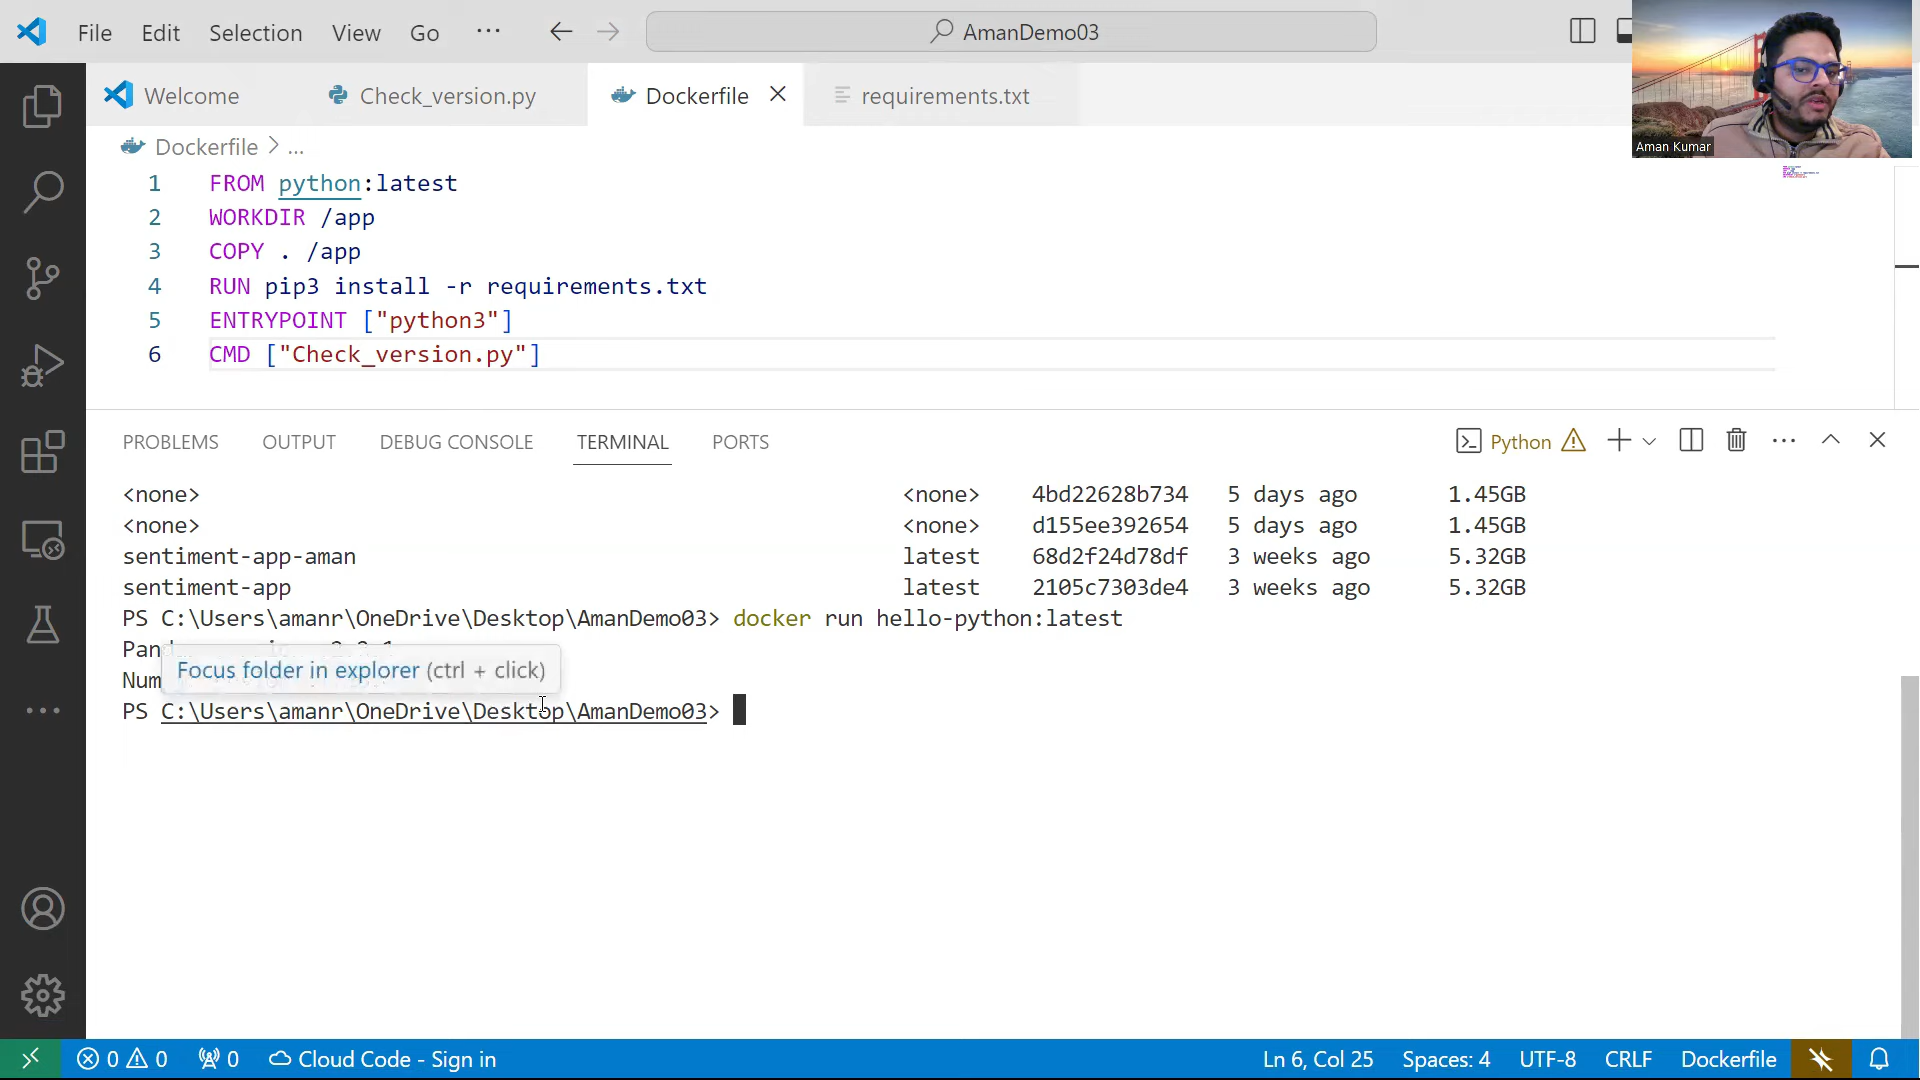 File Edit Selection View Go ··· AmanDemo03
Aman Kumar
Welcome Check_version.py Dockerfile requirements.txt
Dockerfile > ...
1 FROM python:latest
2 WORKDIR /app
3 COPY . /app
4 RUN pip3 install -r requirements.txt
5 ENTRYPOINT ["python3"]
6 CMD ["Check_version.py"]
PROBLEMS OUTPUT DEBUG CONSOLE TERMINAL PORTS Python
<none> <none> 4bd22628b734 5 days ago 1.45GB
<none> <none> d155ee392654 5 days ago 1.45GB
sentiment-app-aman latest 68d2f24d78df 3 weeks ago 5.32GB
sentiment-app latest 2105c7303de4 3 weeks ago 5.32GB
PS C:\Users\amanr\OneDrive\Desktop\AmanDemo03> docker run hello-python:latest
Focus folder in explorer (ctrl + click)
PS C:\Users\amanr\OneDrive\Desktop\AmanDemo03>
0 0 0 Cloud Code - Sign in Ln 6, Col 25 Spaces: 4 UTF-8 CRLF Dockerfile